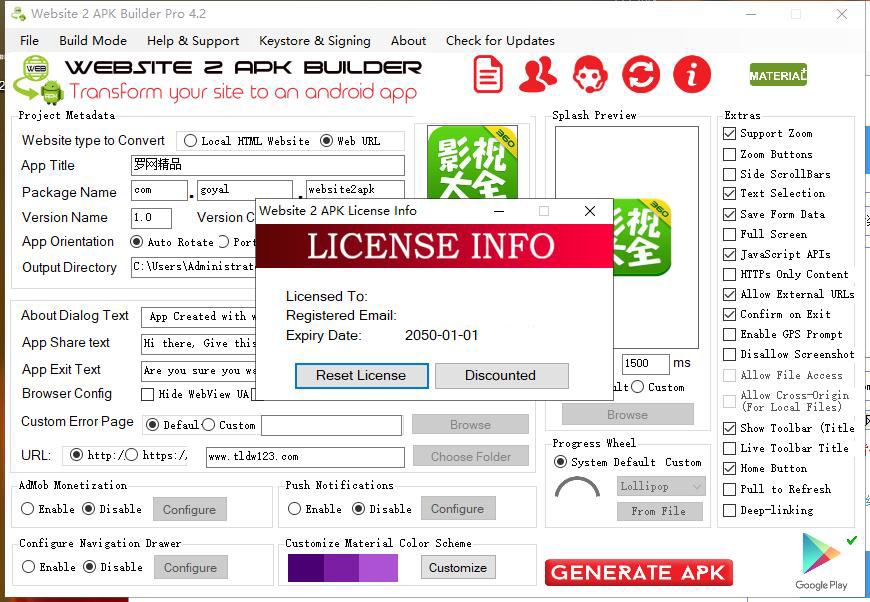 Website 2 APK Builder Pro 4.2
File Build Mode Help & Support Keystore & Signing About Check for Updates
WEB
WEBSITE 2 APK BUILDER
Transform your site to an android app
MATERIAL
Project Metadata
Website type to Convert Local HTML Website Web URL
App Title 罗网精品
Package Name com . goyal . website2apk
Version Name 1.0 Version C
App Orientation Auto Rotate Port
Output Directory C:\Users\Administrat
影视大全 360
Splash Preview
影视大全 360
1500 ms
ult Custom
Browse
Website 2 APK License Info
LICENSE INFO
Licensed To:
Registered Email:
Expiry Date: 2050-01-01
Reset License Discounted
About Dialog Text App Created with w
App Share text Hi there, Give this
App Exit Text Are you sure you wa
Browser Config Hide WebView UA
Custom Error Page Defaul Custom Browse
URL: http:/ https:/ www.tldw123.com Choose Folder
AdMob Monetization
Enable Disable Configure
Push Notifications
Enable Disable Configure
Configure Navigation Drawer
Enable Disable Configure
Customize Material Color Scheme
Customize
Progress Wheel
System Default Custom
Lollipop
From File
GENERATE APK
Extras
Support Zoom
Zoom Buttons
Side ScrollBars
Text Selection
Save Form Data
Full Screen
JavaScript APIs
HTTPs Only Content
Allow External URLs
Confirm on Exit
Enable GPS Prompt
Disallow Screenshot
Allow File Access
Allow Cross-Origin
(For Local Files)
Show Toolbar (Title
Live Toolbar Title
Home Button
Pull to Refresh
Deep-linking
Google Play